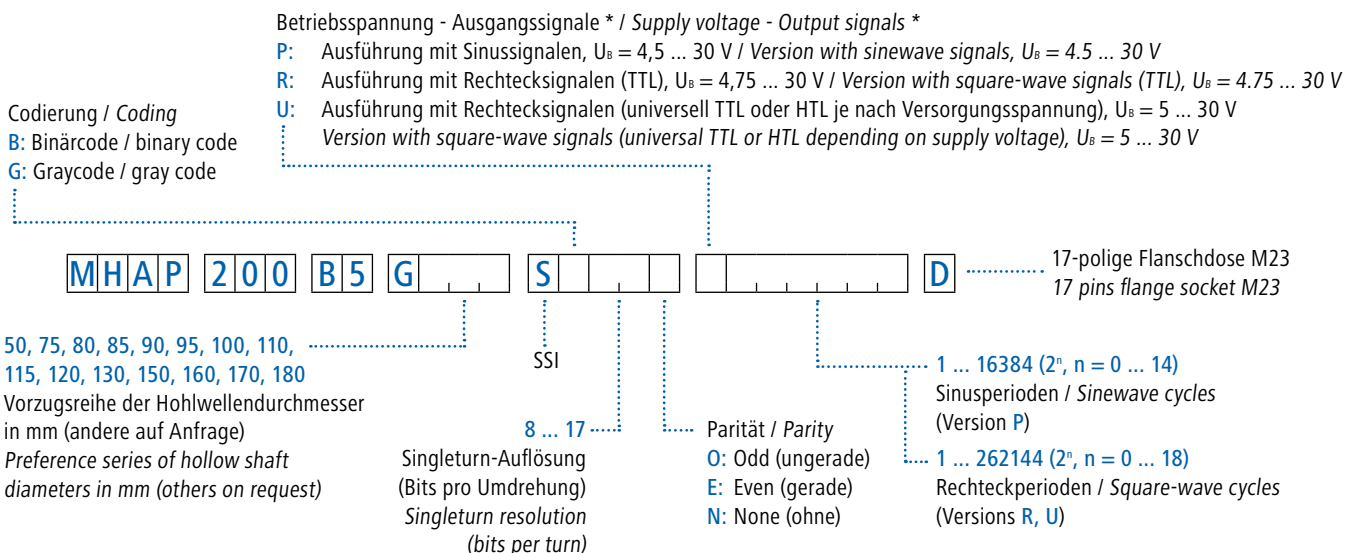 Betriebsspannung - Ausgangssignale * / Supply voltage - Output signals *
P: Ausführung mit Sinussignalen, UB = 4,5 ... 30 V / Version with sinewave signals, UB = 4.5 ... 30 V
R: Ausführung mit Rechtecksignalen (TTL), UB = 4,75 ... 30 V / Version with square-wave signals (TTL), UB = 4.75 ... 30 V
U: Ausführung mit Rechtecksignalen (universell TTL oder HTL je nach Versorgungsspannung), UB = 5 ... 30 V
Version with square-wave signals (universal TTL or HTL depending on supply voltage), UB = 5 ... 30 V
Codierung / Coding
B: Binärcode / binary code
G: Graycode / gray code
MHAP 200 B5 G S D
17-polige Flanschdose M23
17 pins flange socket M23
50, 75, 80, 85, 90, 95, 100, 110,
115, 120, 130, 150, 160, 170, 180
Vorzugsreihe der Hohlwellendurchmesser
in mm (andere auf Anfrage)
Preference series of hollow shaft
diameters in mm (others on request)
SSI
8 ... 17
Singleturn-Auflösung
(Bits pro Umdrehung)
Singleturn resolution
(bits per turn)
Parität / Parity
O: Odd (ungerade)
E: Even (gerade)
N: None (ohne)
1 ... 16384 (2ⁿ, n = 0 ... 14)
Sinusperioden / Sinewave cycles
(Version P)
1 ... 262144 (2ⁿ, n = 0 ... 18)
Rechteckperioden / Square-wave cycles
(Versions R, U)